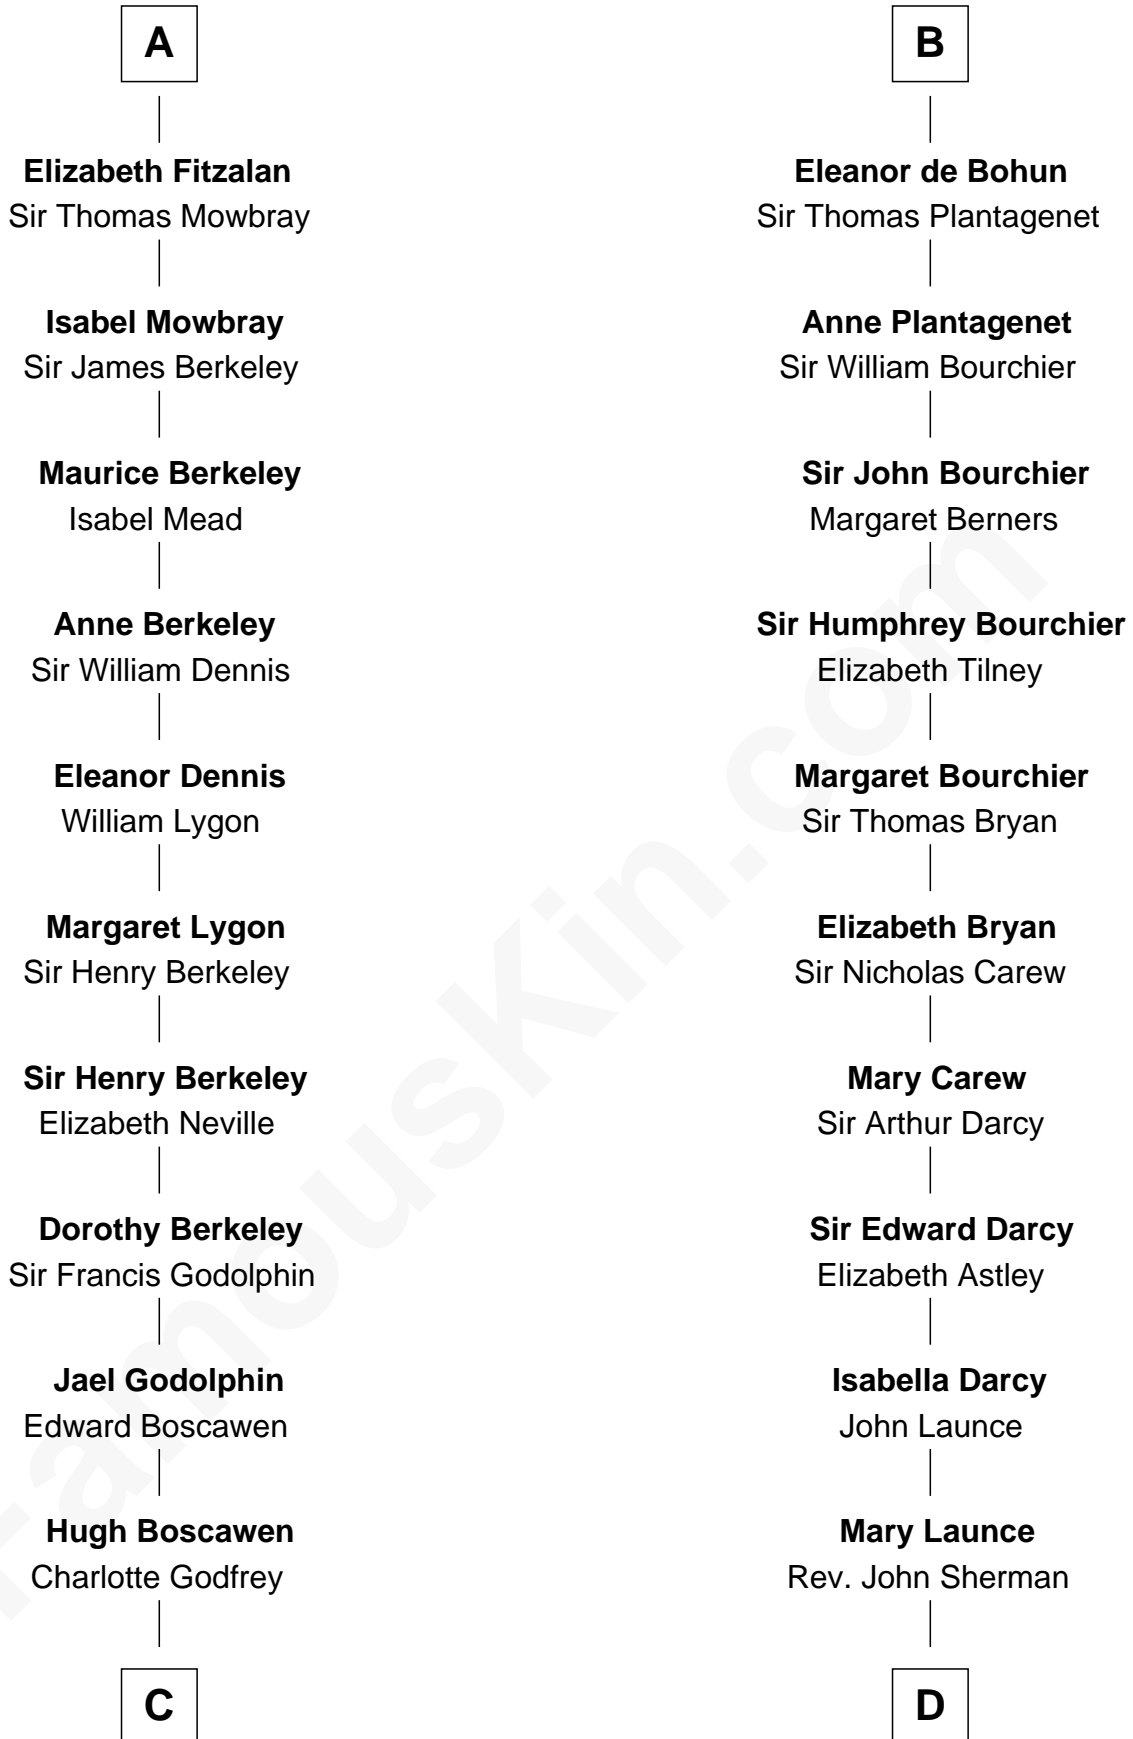 A
Elizabeth Fitzalan
Sir Thomas Mowbray
Isabel Mowbray
Sir James Berkeley
Maurice Berkeley
Isabel Mead
Anne Berkeley
Sir William Dennis
Eleanor Dennis
William Lygon
Margaret Lygon
Sir Henry Berkeley
Sir Henry Berkeley
Elizabeth Neville
Dorothy Berkeley
Sir Francis Godolphin
Jael Godolphin
Edward Boscawen
Hugh Boscawen
Charlotte Godfrey
C
B
Eleanor de Bohun
Sir Thomas Plantagenet
Anne Plantagenet
Sir William Bourchier
Sir John Bourchier
Margaret Berners
Sir Humphrey Bourchier
Elizabeth Tilney
Margaret Bourchier
Sir Thomas Bryan
Elizabeth Bryan
Sir Nicholas Carew
Mary Carew
Sir Arthur Darcy
Sir Edward Darcy
Elizabeth Astley
Isabella Darcy
John Launce
Mary Launce
Rev. John Sherman
D
FamousKin.com